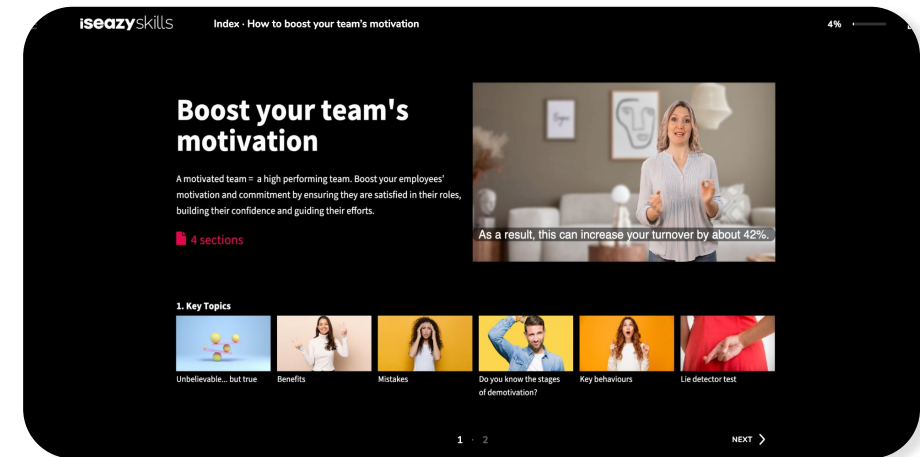 iseazyskills
Index · How to boost your team's motivation
4%
Boost your team's
motivation
A motivated team = a high performing team. Boost your employees'
motivation and commitment by ensuring they are satisfied in their roles,
building their confidence and guiding their efforts.
4 sections
As a result, this can increase your turnover by about 42%.
1. Key Topics
Unbelievable... but true
Benefits
Mistakes
Do you know the stages
of demotivation?
Key behaviours
Lie detector test
1 · 2
NEXT